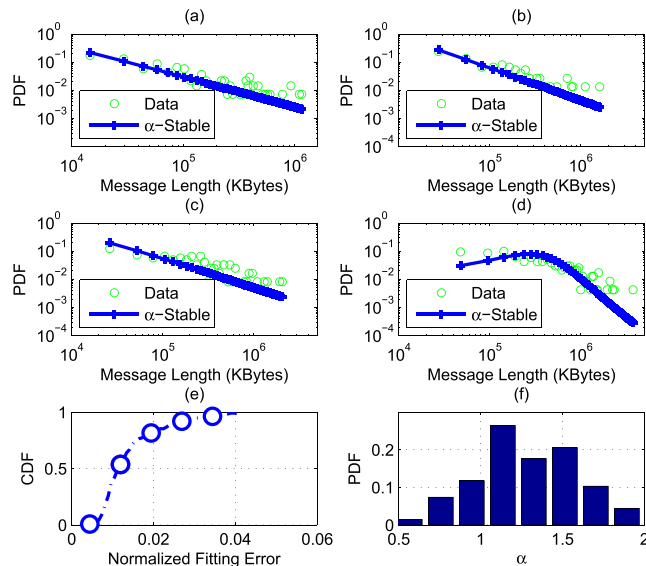 (a)
10^0
10^-1
10^-2
10^-3
PDF
Data
α-Stable
10^4
10^5
10^6
Message Length (KBytes)
(b)
10^0
10^-1
10^-2
10^-3
10^-4
PDF
Data
α-Stable
10^4
10^5
10^6
Message Length (KBytes)
(c)
10^0
10^-1
10^-2
10^-3
10^-4
PDF
Data
α-Stable
10^4
10^5
10^6
Message Length (KBytes)
(d)
10^0
10^-1
10^-2
10^-3
10^-4
PDF
Data
α-Stable
10^4
10^5
10^6
Message Length (KBytes)
(e)
1
0.5
0
CDF
0
0.02
0.04
0.06
Normalized Fitting Error
(f)
0.2
0.1
0
PDF
0.5
1
1.5
2
α